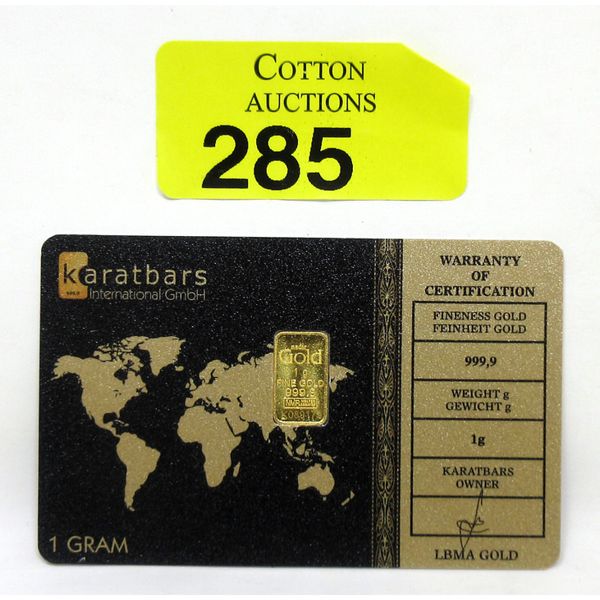 COTTON
AUCTIONS
285
karatbars
International GmbH
WARRANTY
OF
CERTIFICATION
FINENESS GOLD
FEINHEIT GOLD
999,9
WEIGHT g
GEWICHT g
1g
KARATBARS
OWNER
LBMA GOLD
Gold
1 g
FINE GOLD
999.9
1 GRAM